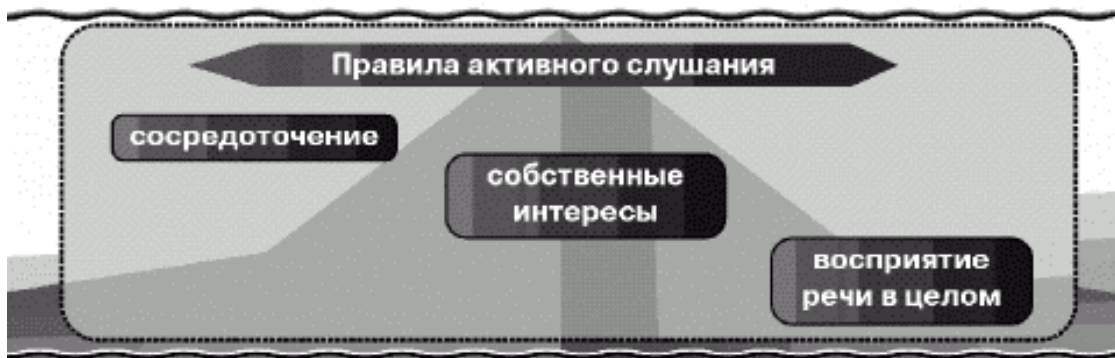 Правила активного слушания
сосредоточение
собственные
интересы
восприятие
речи в целом